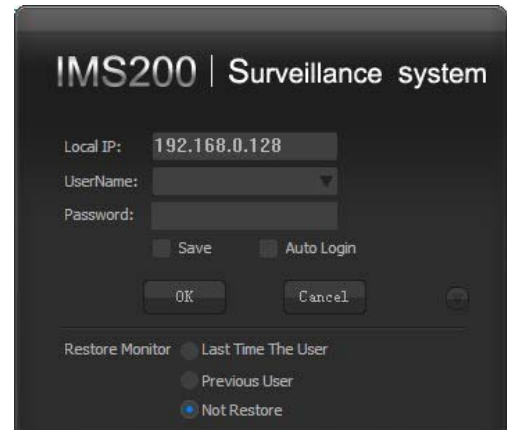 IMS200 | Surveillance system
Local IP: 192.168.0.128
UserName:
Password:
Save Auto Login
OK Cancel
Restore Monitor Last Time The User
Previous User
Not Restore